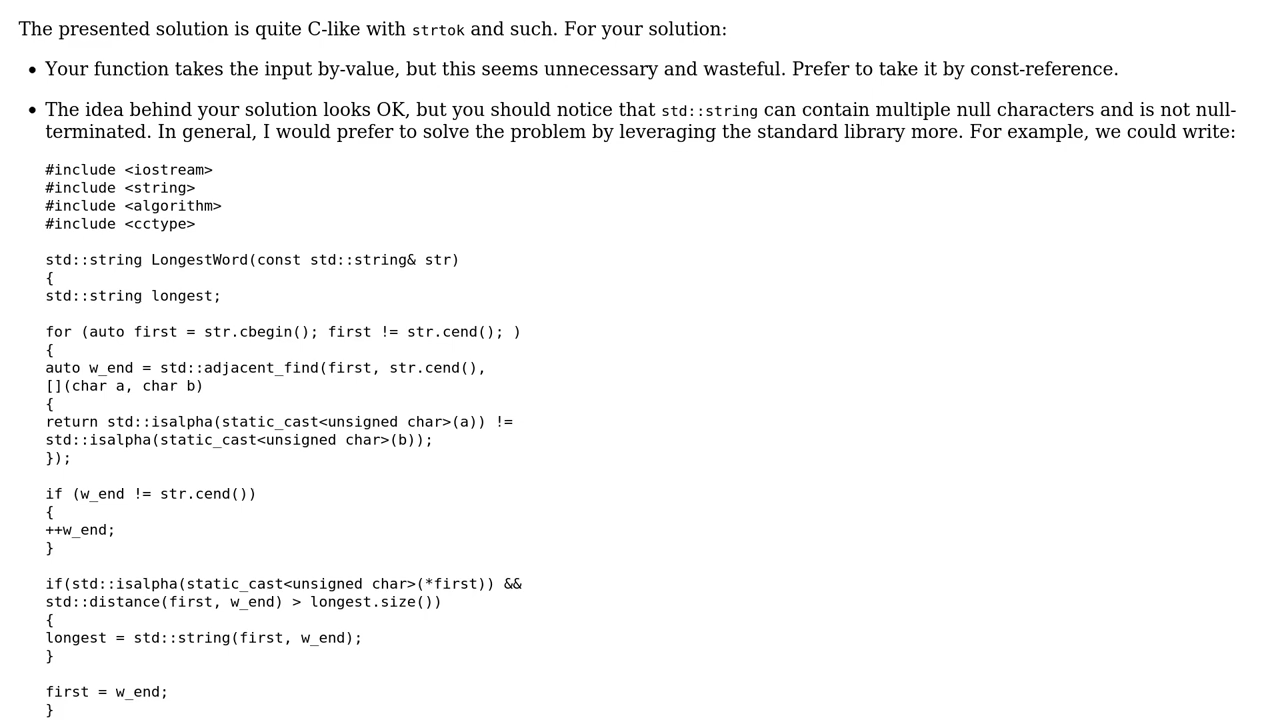 The presented solution is quite C-like with strtok and such. For your solution:
• Your function takes the input by-value, but this seems unnecessary and wasteful. Prefer to take it by const-reference.
• The idea behind your solution looks OK, but you should notice that std::string can contain multiple null characters and is not null-
terminated. In general, I would prefer to solve the problem by leveraging the standard library more. For example, we could write:
#include <iostream>
#include <string>
#include <algorithm>
#include <cctype>
std::string LongestWord(const std::string& str)
{
std::string longest;
for (auto first = str.cbegin(); first != str.cend(); )
{
auto w_end = std::adjacent_find(first, str.cend(),
[](char a, char b)
{
return std::isalpha(static_cast<unsigned char>(a)) !=
std::isalpha(static_cast<unsigned char>(b));
});
if (w_end != str.cend())
{
++w_end;
}
if(std::isalpha(static_cast<unsigned char>(*first)) &&
std::distance(first, w_end) > longest.size())
{
longest = std::string(first, w_end);
}
first = w_end;
}